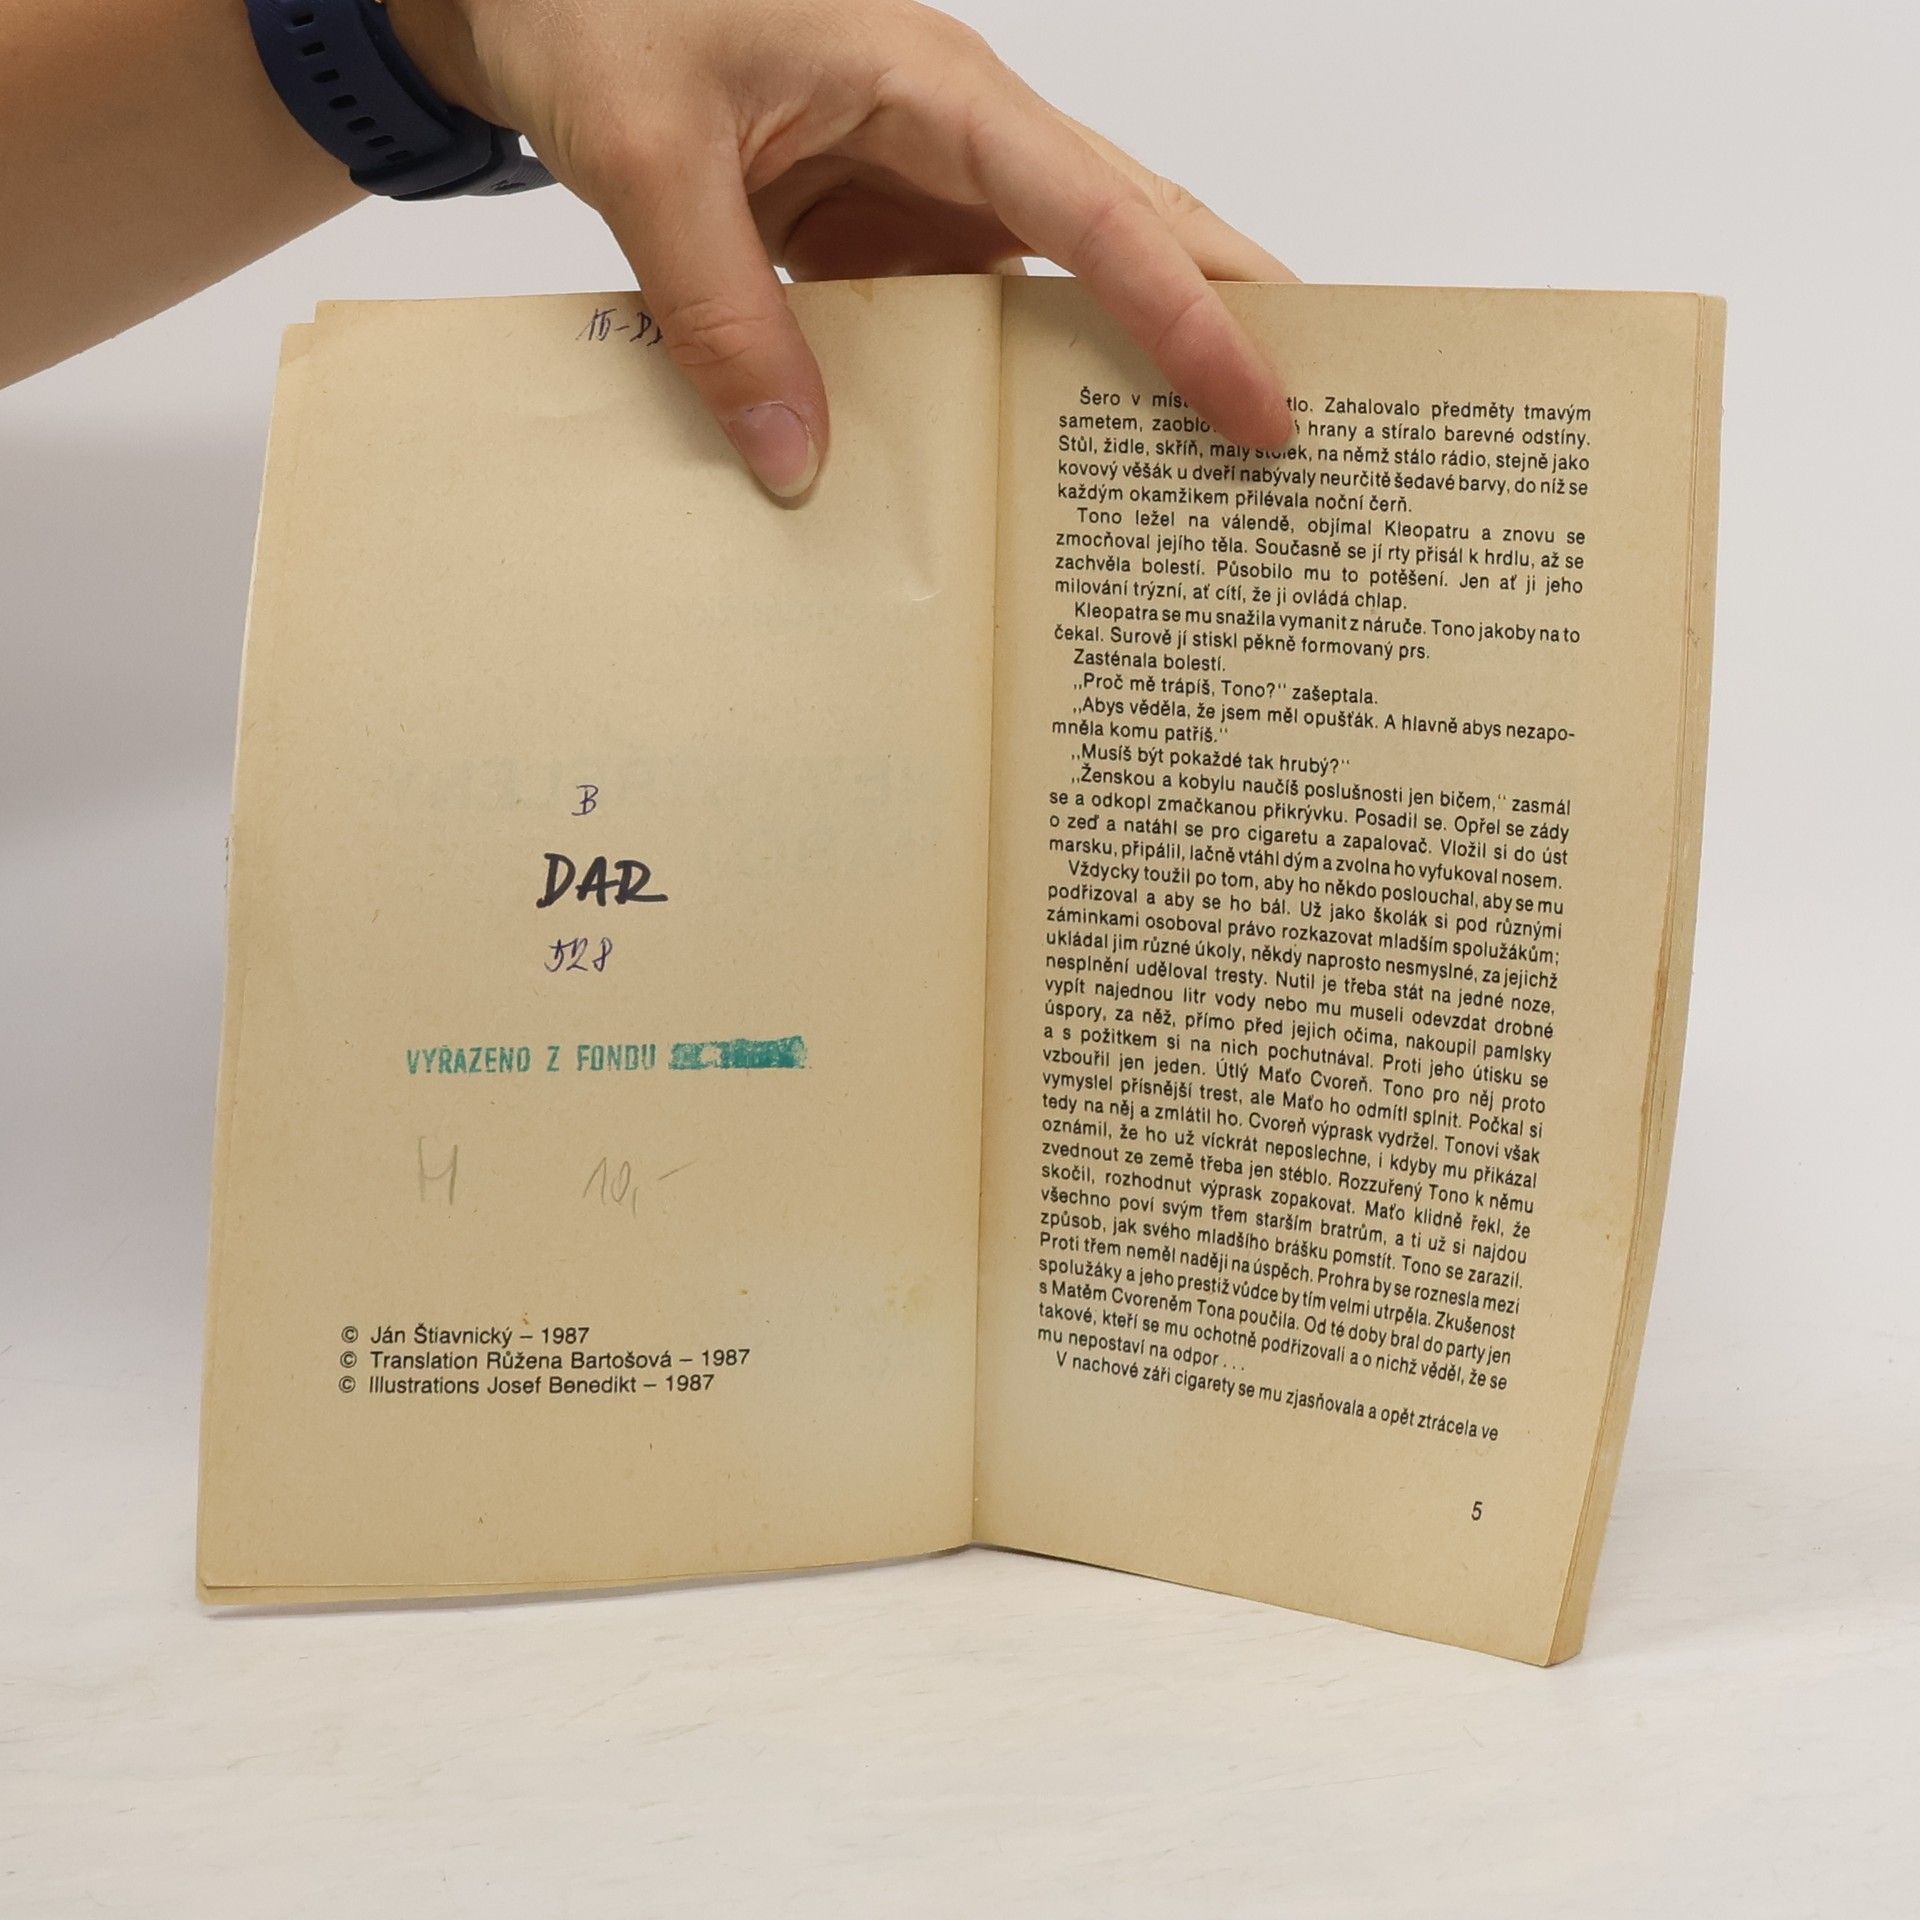 B
DAR
528
VYŘAZENO Z FONDU
H 10,-
© Ján Štiavnický – 1987
© Translation Růžena Bartošová – 1987
© Illustrations Josef Benedikt – 1987
Šero v Zahalovalo předměty tmavým
sametem, hrany a stíralo barevné odstíny.
Stůl, židle, skříň, malý stolek, na němž stálo rádio, stejně jako
kovový věšák u dveří nabývaly neurčitě šedavé barvy, do níž se
každým okamžikem přilévala noční čerň.
Tono ležel na válendě, objímal Kleopatru a znovu se
zmocňoval jejího těla. Současně se jí rty přisál k hrdlu, až se
zachvěla bolestí. Působilo mu to potěšení. Jen ať ji jeho
milování trýzní, ať cítí, že ji ovládá chlap.
Kleopatra se mu snažila vymanit z náruče. Tono jakoby na to
čekal. Surově jí stiskl pěkně formovaný prs.
Zasténala bolestí.
„Proč mě trápíš, Tono?“ zašeptala.
„Abys věděla, že jsem měl opušťák. A hlavně abys nezapo-
mněla komu patříš.“
„Musíš být pokaždé tak hrubý?“
„Ženskou a kobylu naučíš poslušnosti jen bičem,“ zasmál
se a odkopl zmačkanou přikrývku. Posadil se. Opřel se zády
o zeď a natáhl se pro cigaretu a zapalovač. Vložil si do úst
marsku, připálil, lačně vtáhl dým a zvolna ho vyfukoval nosem.
Vždycky toužil po tom, aby ho někdo poslouchal, aby se mu
podřizoval a aby se ho bál. Už jako školák si pod různými
záminkami osoboval právo rozkazovat mladším spolužákům;
ukládal jim různé úkoly, někdy naprosto nesmyslné, za jejichž
nesplnění uděloval tresty. Nutil je třeba stát na jedné noze,
vypít najednou litr vody nebo mu museli odevzdat drobné
úspory, za něž, přímo před jejich očima, nakoupil pamlsky
a s požitkem si na nich pochutnával. Proti jeho útisku se
vzbouřil jen jeden. Útlý Maťo Cvoreň. Tono pro něj proto
vymyslel přísnější trest, ale Maťo ho odmítl splnit. Počkal si
tedy na něj a zmlátil ho. Cvoreň výprask vydržel. Tonovi však
oznámil, že ho už víckrát neposlechne, i kdyby mu přikázal
zvednout ze země třeba jen stéblo. Rozzuřený Tono k němu
skočil, rozhodnut výprask zopakovat. Maťo klidně řekl, že
všechno poví svým třem starším bratrům, a ti už si najdou
způsob, jak svého mladšího brášku pomstít. Tono se zarazil.
Proti třem neměl naději na úspěch. Prohra by se roznesla mezi
spolužáky a jeho prestiž vůdce by tím velmi utrpěla. Zkušenost
s Matěm Cvoreněm Tona poučila. Od té doby bral do party jen
takové, kteří se mu ochotně podřizovali a o nichž věděl, že se
mu nepostaví na odpor . . .
V nachové záři cigarety se mu zjasňovala a opět ztrácela ve
5